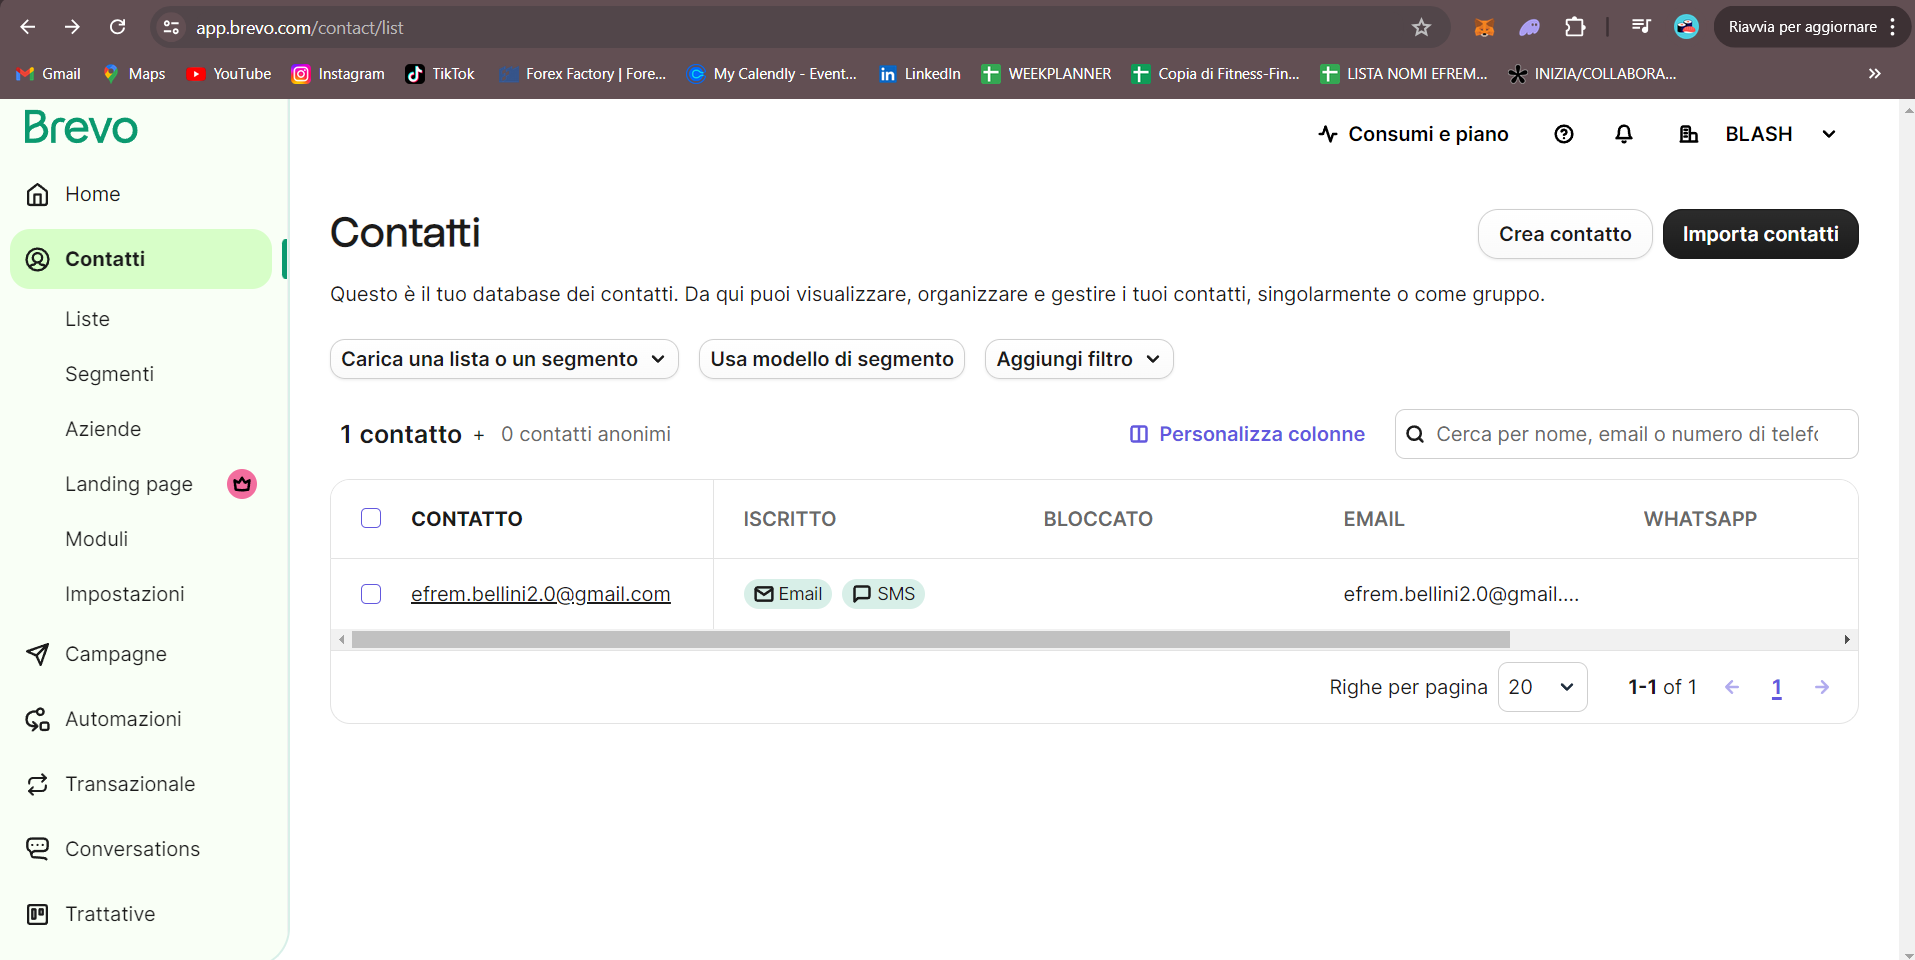 app.brevo.com/contact/list
Riavvia per aggiornare
Gmail
Maps
YouTube
Instagram
TikTok
Forex Factory | Fore...
My Calendly - Event...
LinkedIn
WEEKPLANNER
Copia di Fitness-Fin...
LISTA NOMI EFREM...
INIZIA/COLLABORA...
Brevo
Consumi e piano
BLASH
Home
Contatti
Liste
Segmenti
Aziende
Landing page
Moduli
Impostazioni
Campagne
Automazioni
Transazionale
Conversations
Trattative
Contatti
Crea contatto
Importa contatti
Questo è il tuo database dei contatti. Da qui puoi visualizzare, organizzare e gestire i tuoi contatti, singolarmente o come gruppo.
Carica una lista o un segmento
Usa modello di segmento
Aggiungi filtro
1 contatto + 0 contatti anonimi
Personalizza colonne
Cerca per nome, email o numero di telefo
CONTATTO ISCRITTO BLOCCATO EMAIL WHATSAPP
efrem.bellini2.0@gmail.com Email SMS efrem.bellini2.0@gmail....
Righe per pagina 20 1-1 of 1 1